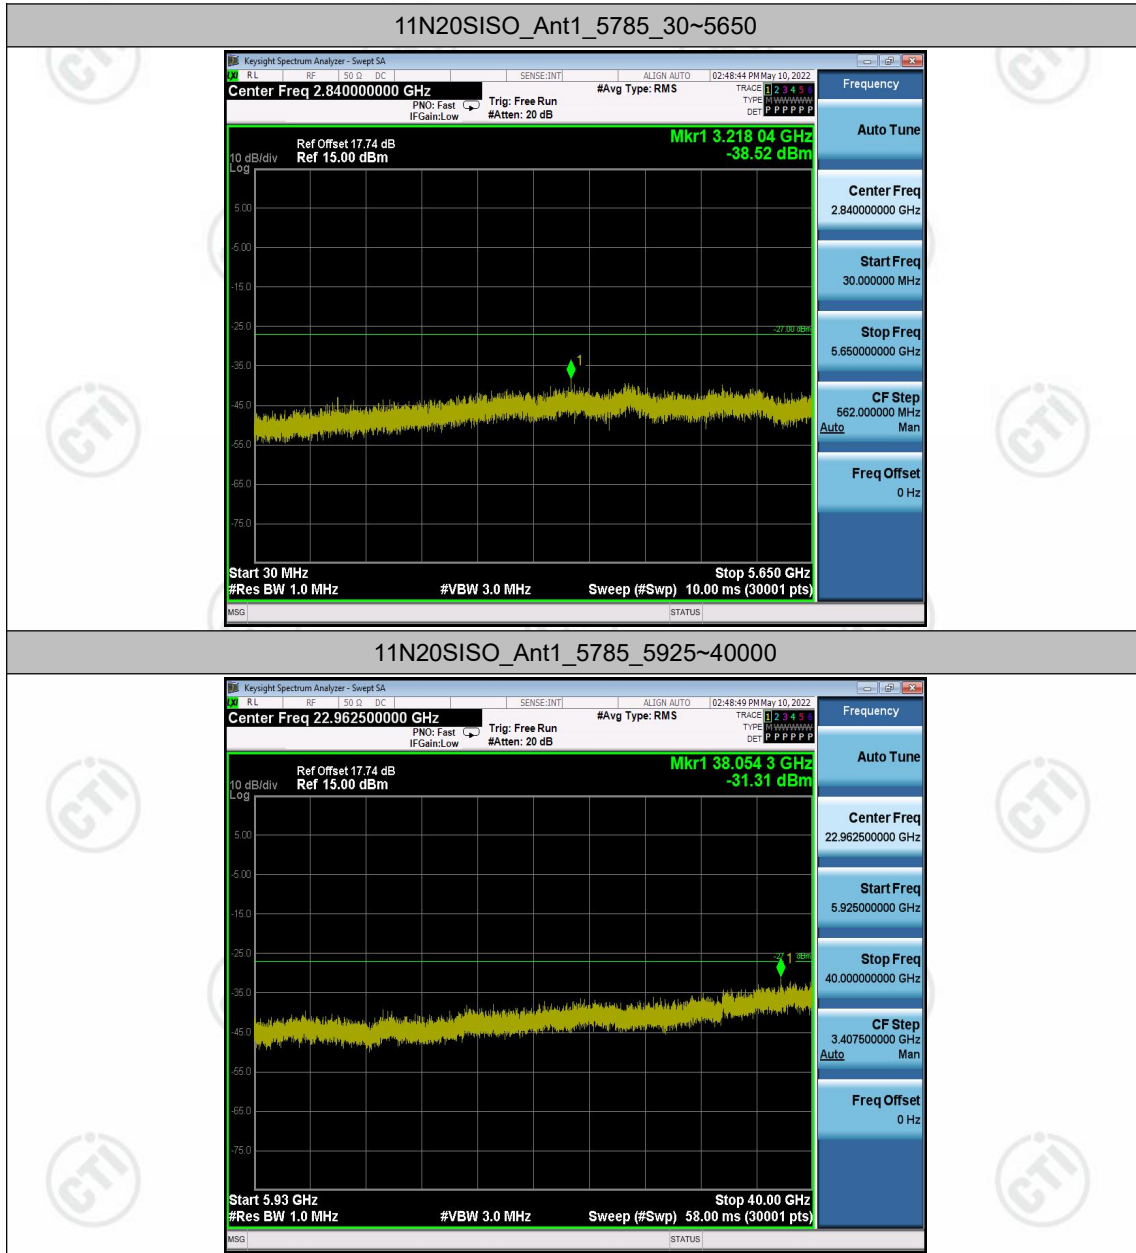 11N20SISO_Ant1_5785_30~5650
Keysight Spectrum Analyzer - Swept SA
LXI RL RF 50 Ω DC SENSE:INT ALIGN AUTO 02:48:44 PM May 10, 2022
Center Freq 2.840000000 GHz #Avg Type: RMS TRACE 1 2 3 4 5 6
PNO: Fast Trig: Free Run TYPE M WWWWW
IFGain:Low #Atten: 20 dB DET P P P P P P
Frequency
Auto Tune
Mkr1 3.218 04 GHz
-38.52 dBm
Ref Offset 17.74 dB
10 dB/div Ref 15.00 dBm
Log
5.00
-5.00
-15.0
-25.0
-27.00 dBm
-35.0
1
-45.0
-55.0
-65.0
-75.0
Center Freq
2.840000000 GHz
Start Freq
30.000000 MHz
Stop Freq
5.650000000 GHz
CF Step
562.000000 MHz
Auto Man
Freq Offset
0 Hz
Start 30 MHz Stop 5.650 GHz
#Res BW 1.0 MHz #VBW 3.0 MHz Sweep (#Swp) 10.00 ms (30001 pts)
MSG STATUS
11N20SISO_Ant1_5785_5925~40000
Keysight Spectrum Analyzer - Swept SA
LXI RL RF 50 Ω DC SENSE:INT ALIGN AUTO 02:48:49 PM May 10, 2022
Center Freq 22.962500000 GHz #Avg Type: RMS TRACE 1 2 3 4 5 6
PNO: Fast Trig: Free Run TYPE M WWWWW
IFGain:Low #Atten: 20 dB DET P P P P P P
Frequency
Auto Tune
Mkr1 38.054 3 GHz
-31.31 dBm
Ref Offset 17.74 dB
10 dB/div Ref 15.00 dBm
Log
5.00
-5.00
-15.0
-25.0
1
-35.0
-45.0
-55.0
-65.0
-75.0
Center Freq
22.962500000 GHz
Start Freq
5.925000000 GHz
Stop Freq
40.000000000 GHz
CF Step
3.407500000 GHz
Auto Man
Freq Offset
0 Hz
Start 5.93 GHz Stop 40.00 GHz
#Res BW 1.0 MHz #VBW 3.0 MHz Sweep (#Swp) 58.00 ms (30001 pts)
MSG STATUS
CTI
CTI
CTI
CTI
CTI
CTI
CTI
CTI